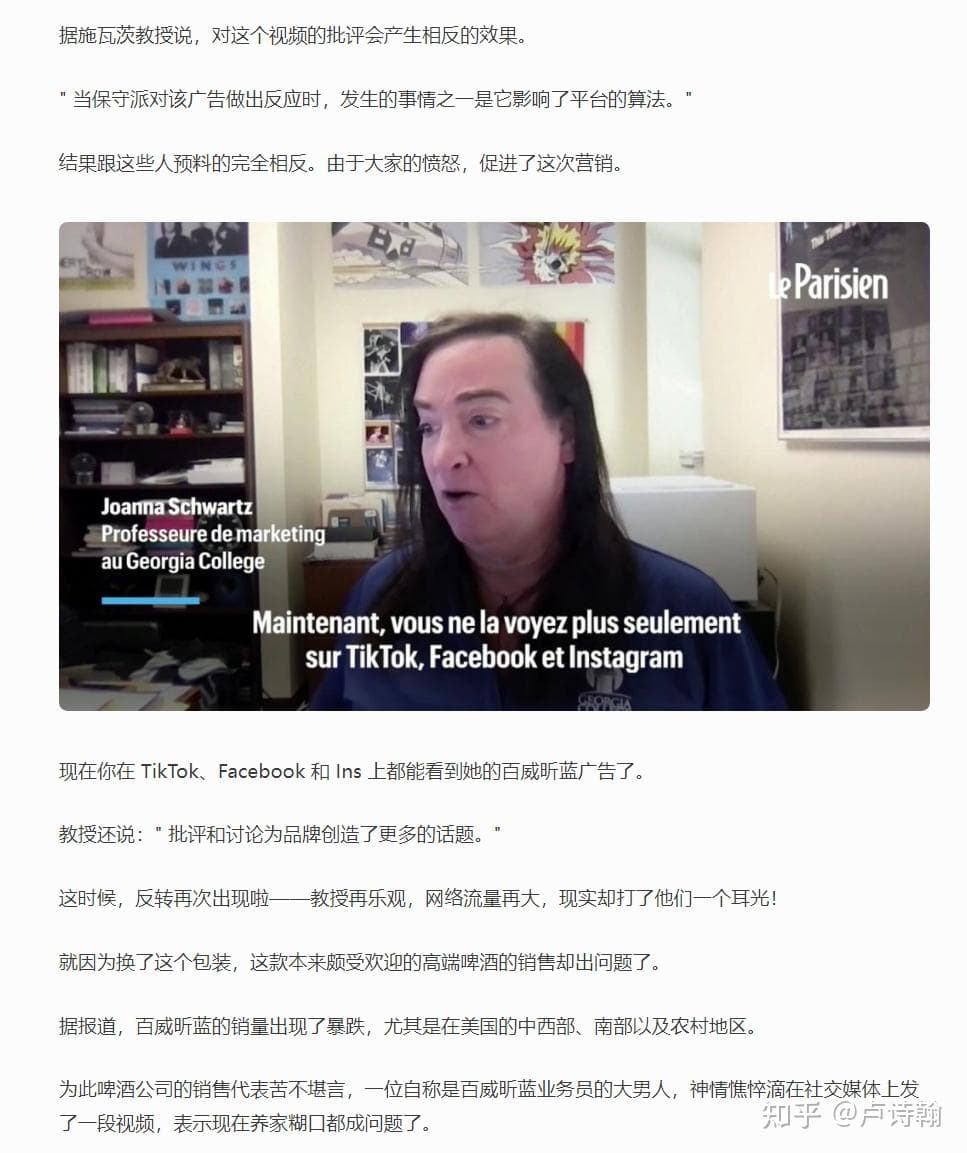 据施瓦茨教授说，对这个视频的批评会产生相反的效果。
" 当保守派对该广告做出反应时，发生的事情之一是它影响了平台的算法。"
结果跟这些人预料的完全相反。由于大家的愤怒，促进了这次营销。
WINGS
This Time
Le Parisien
Joanna Schwartz
Professeure de marketing
au Georgia College
Maintenant, vous ne la voyez plus seulement
sur TikTok, Facebook et Instagram
GEORGIA
现在你在 TikTok、Facebook 和 Ins 上都能看到她的百威昕蓝广告了。
教授还说：" 批评和讨论为品牌创造了更多的话题。"
这时候，反转再次出现啦——教授再乐观，网络流量再大，现实却打了他们一个耳光！
就因为换了这个包装，这款本来颇受欢迎的高端啤酒的销售却出问题了。
据报道，百威昕蓝的销量出现了暴跌，尤其是在美国的中西部、南部以及农村地区。
为此啤酒公司的销售代表苦不堪言，一位自称是百威昕蓝业务员的大男人，神情憔悴滴在社交媒体上发
了一段视频，表示现在养家糊口都成问题了。
知乎 @卢诗翰